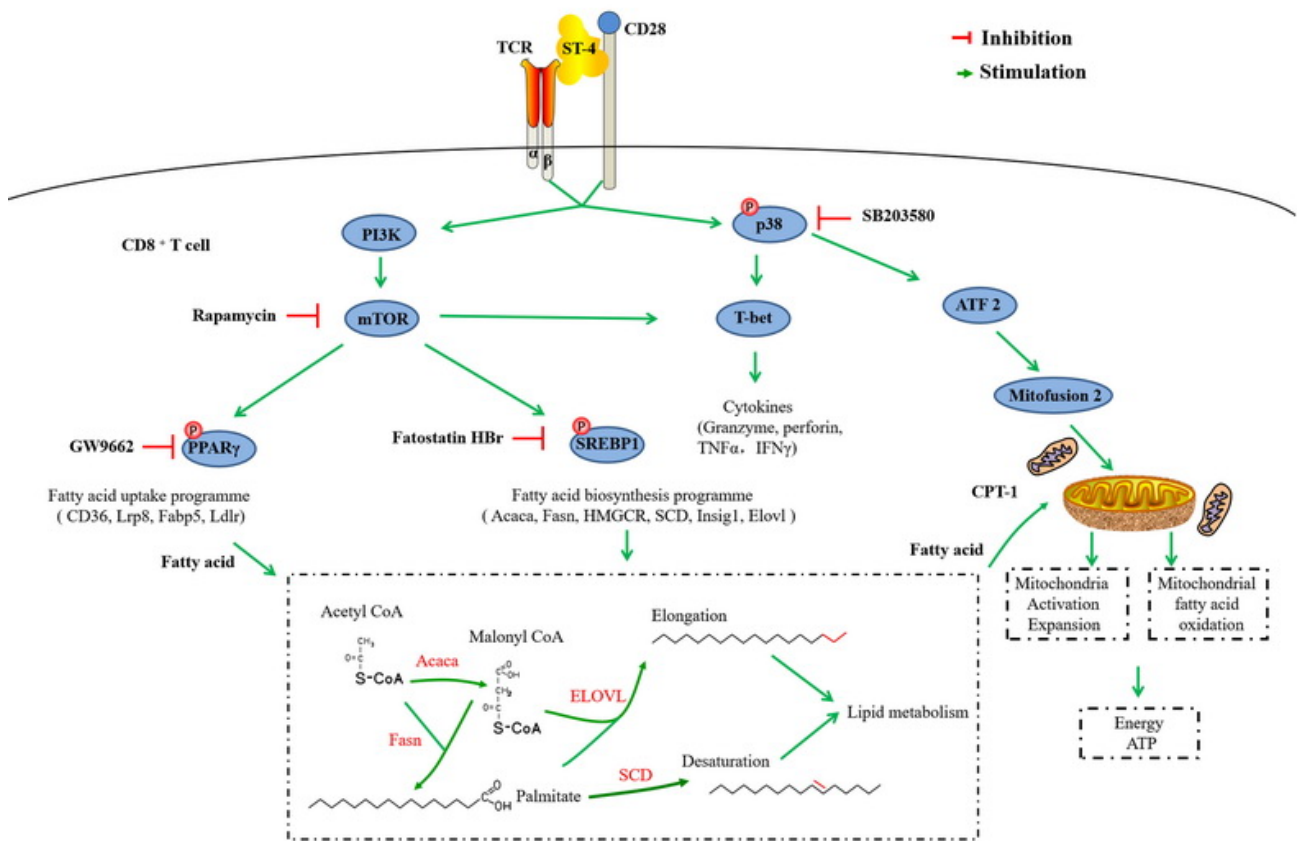 CD28
TCR
ST-4
Inhibition
Stimulation
α
β
P
p38
SB203580
PI3K
CD8 + T cell
ATF 2
Rapamycin
mTOR
T-bet
Mitofusion 2
Cytokines
(Granzyme, perforin,
TNFα, IFNγ)
P
PPARγ
GW9662
Fatostatin HBr
P
SREBP1
CPT-1
Fatty acid uptake programme
( CD36, Lrp8, Fabp5, Ldlr)
Fatty acid biosynthesis programme
( Acaca, Fasn, HMGCR, SCD, Insig1, Elovl )
Fatty acid
Fatty acid
Mitochondria
Activation
Expansion
Mitochondrial
fatty acid
oxidation
Acetyl CoA
Malonyl CoA
Elongation
CH3
O=
S-CoA
Acaca
O
OH
CH2
O=
S-CoA
ELOVL
Lipid metabolism
Energy
ATP
Fasn
Desaturation
SCD
O
OH
Palmitate